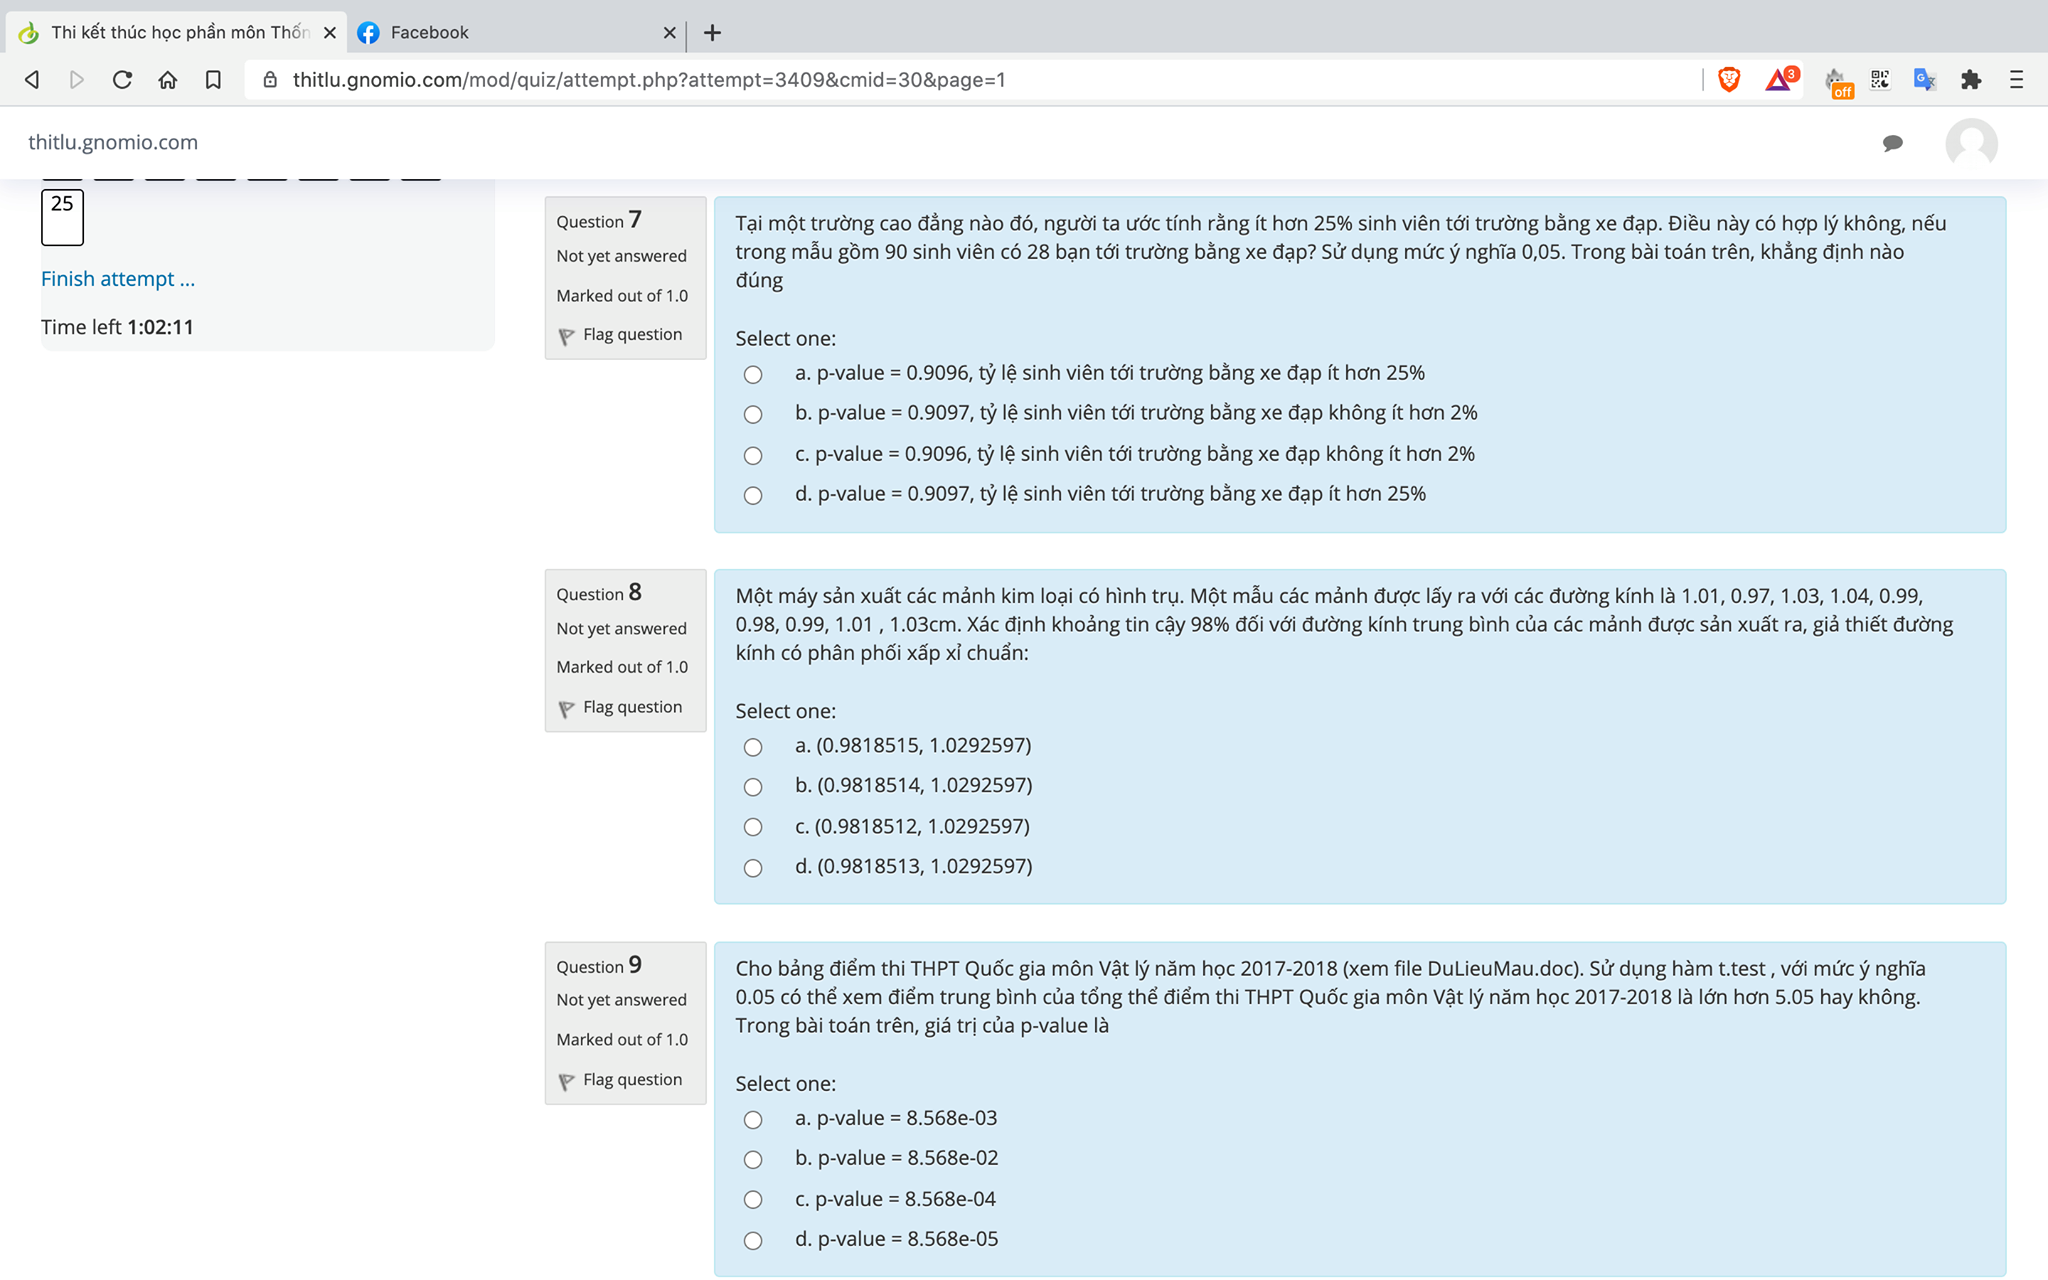 Thi kết thúc học phần môn Thốn
Facebook
thitlu.gnomio.com/mod/quiz/attempt.php?attempt=3409&cmid=30&page=1
3
off
thitlu.gnomio.com
25
Finish attempt ...
Time left 1:02:11
Question 7
Not yet answered
Marked out of 1.0
Flag question
Tại một trường cao đẳng nào đó, người ta ước tính rằng ít hơn 25% sinh viên tới trường bằng xe đạp. Điều này có hợp lý không, nếu
trong mẫu gồm 90 sinh viên có 28 bạn tới trường bằng xe đạp? Sử dụng mức ý nghĩa 0,05. Trong bài toán trên, khẳng định nào
đúng
Select one:
a. p-value = 0.9096, tỷ lệ sinh viên tới trường bằng xe đạp ít hơn 25%
b. p-value = 0.9097, tỷ lệ sinh viên tới trường bằng xe đạp không ít hơn 2%
c. p-value = 0.9096, tỷ lệ sinh viên tới trường bằng xe đạp không ít hơn 2%
d. p-value = 0.9097, tỷ lệ sinh viên tới trường bằng xe đạp ít hơn 25%
Question 8
Not yet answered
Marked out of 1.0
Flag question
Một máy sản xuất các mảnh kim loại có hình trụ. Một mẫu các mảnh được lấy ra với các đường kính là 1.01, 0.97, 1.03, 1.04, 0.99,
0.98, 0.99, 1.01 , 1.03cm. Xác định khoảng tin cậy 98% đối với đường kính trung bình của các mảnh được sản xuất ra, giả thiết đường
kính có phân phối xấp xỉ chuẩn:
Select one:
a. (0.9818515, 1.0292597)
b. (0.9818514, 1.0292597)
c. (0.9818512, 1.0292597)
d. (0.9818513, 1.0292597)
Question 9
Not yet answered
Marked out of 1.0
Flag question
Cho bảng điểm thi THPT Quốc gia môn Vật lý năm học 2017-2018 (xem file DuLieuMau.doc). Sử dụng hàm t.test , với mức ý nghĩa
0.05 có thể xem điểm trung bình của tổng thể điểm thi THPT Quốc gia môn Vật lý năm học 2017-2018 là lớn hơn 5.05 hay không.
Trong bài toán trên, giá trị của p-value là
Select one:
a. p-value = 8.568e-03
b. p-value = 8.568e-02
c. p-value = 8.568e-04
d. p-value = 8.568e-05